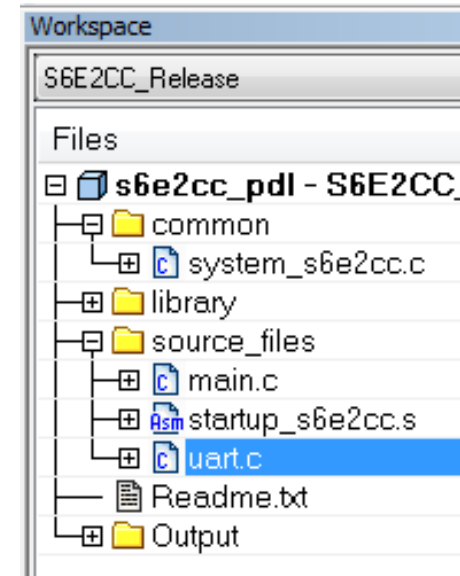 Workspace
S6E2CC_Release
Files
s6e2cc_pdl - S6E2CC_
common
system_s6e2cc.c
library
source_files
main.c
startup_s6e2cc.s
uart.c
Readme.txt
Output